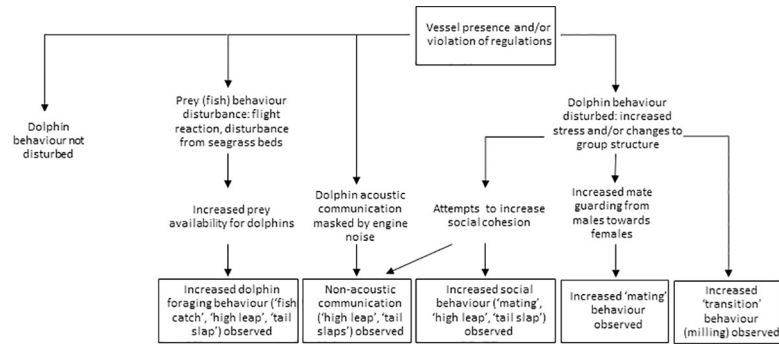 Vessel presence and/or
violation of regulations
Dolphin
behaviour not
disturbed
Prey (fish) behaviour
disturbance: flight
reaction, disturbance
from seagrass beds
Dolphin behaviour
disturbed: increased
stress and/or changes to
group structure
Increased prey
availability for dolphins
Dolphin acoustic
communication
masked by engine
noise
Attempts to increase
social cohesion
Increased mate
guarding from
males towards
females
Increased dolphin
foraging behaviour ('fish
catch', 'high leap', 'tail
slap') observed
Non-acoustic
communication
('high leap', 'tail
slaps') observed
Increased social
behaviour ('mating',
'high leap', 'tail slap')
observed
Increased 'mating'
behaviour
observed
Increased
'transition'
behaviour
(milling) observed